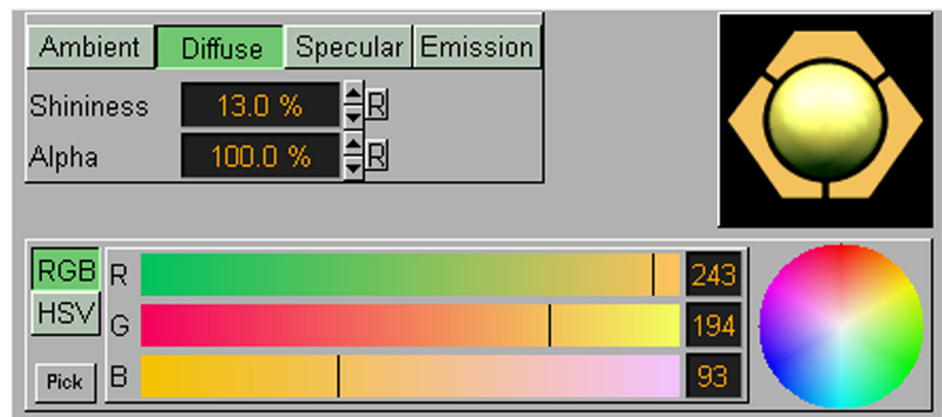 Ambient Diffuse Specular Emission
Shininess 13.0 % R
Alpha 100.0 % R
RGB R 243
HSV G 194
Pick B 93